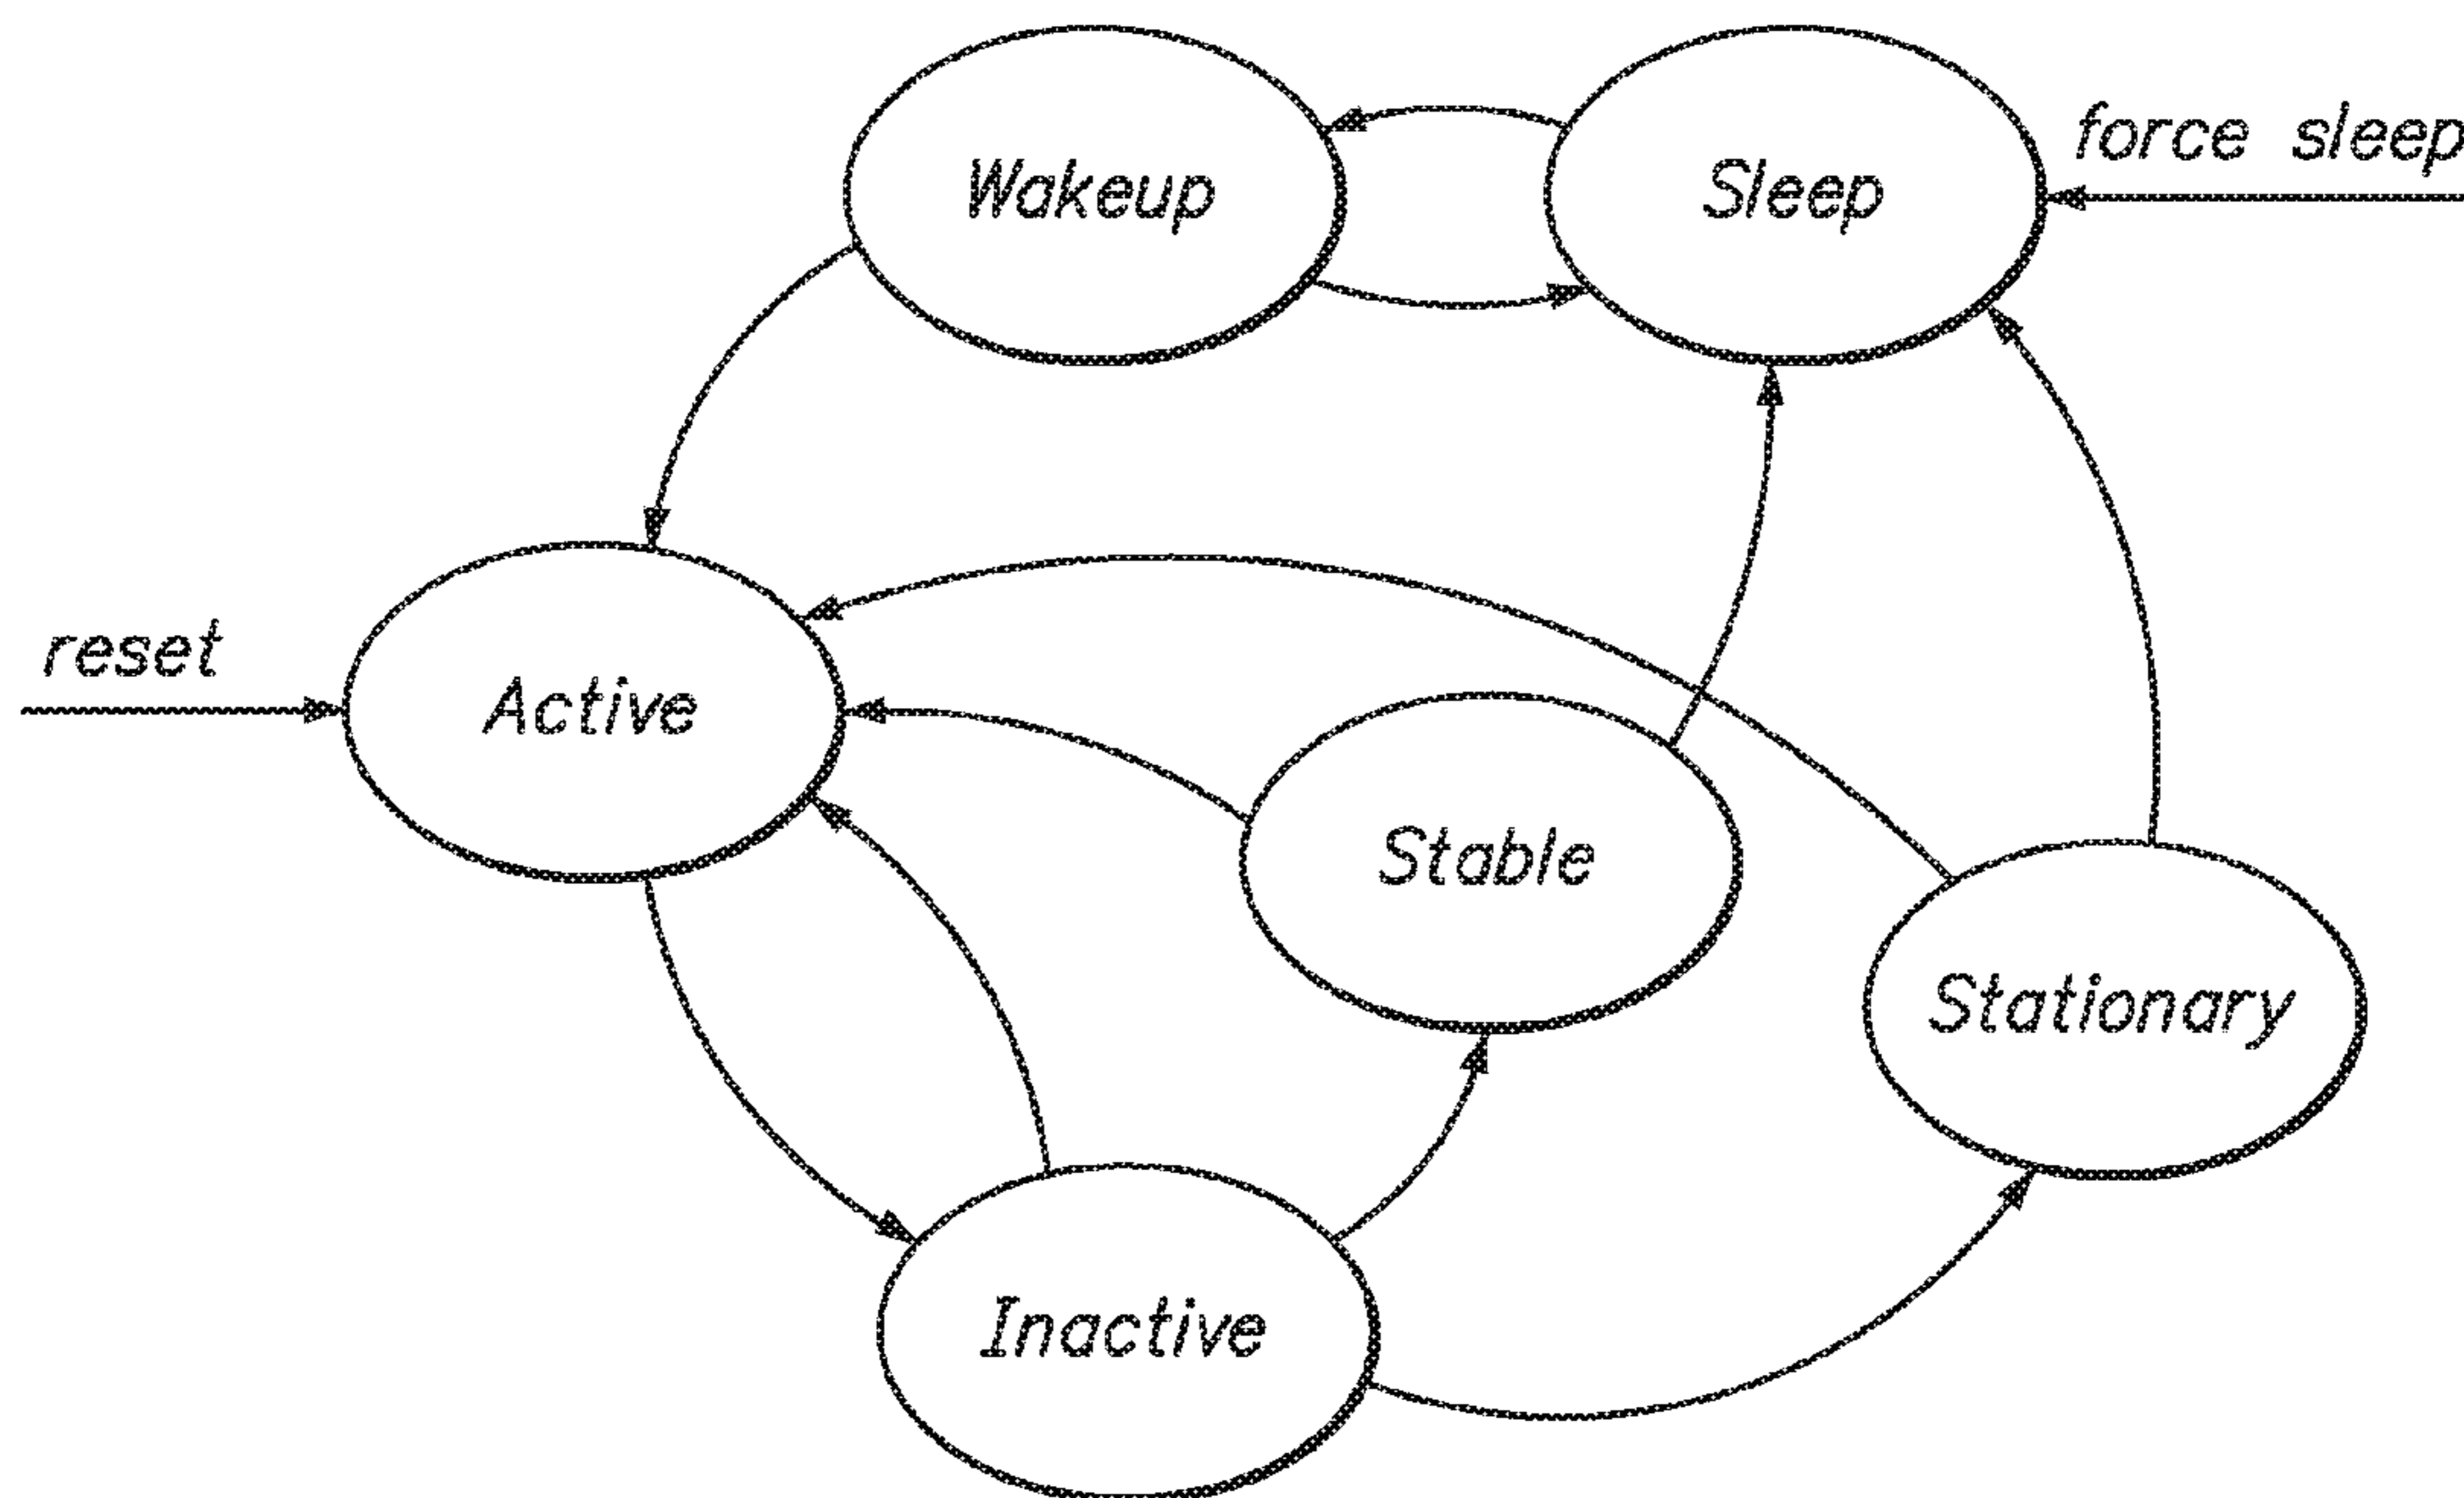 Wakeup
Sleep
force sleep
reset
Active
Stable
Stationary
Inactive